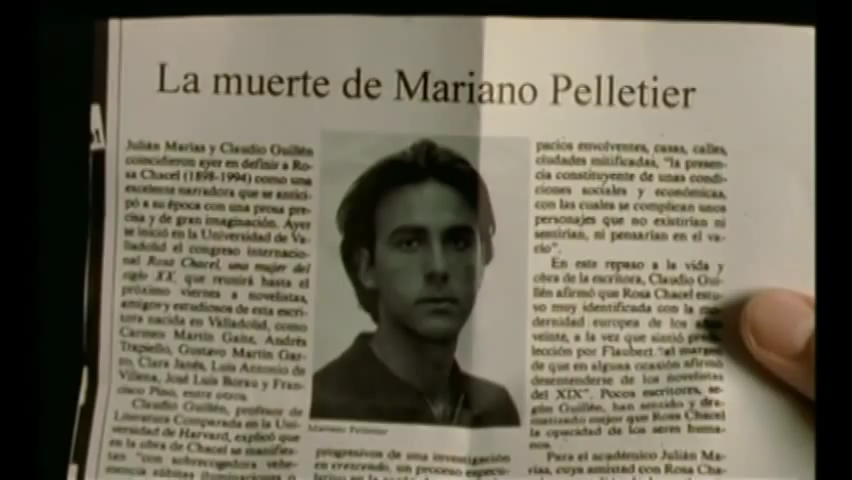 La muerte de Mariano Pelletier
Julián Marías y Claudio Guillén
coincidieron ayer en definir a Ro-
sa Chacel (1898-1994) como una
excelente narradora que se antici-
pó a su época con una prosa pre-
cisa y de gran imaginación. Ayer
se inició en la Universidad de Va-
lladolid el congreso internacio-
nal Rosa Chacel, una mujer del
siglo XX, que reunirá hasta el
próximo viernes a novelistas,
amigos y estudiosos de esta escri-
tora nacida en Valladolid, como
Carmen Martín Gaite, Andrés
Trapiello, Gustavo Martín Gar-
zo, Clara Janés, Luis Antonio de
Villena, José Luis Borau y Fran-
cisco Pino, entre otros.
Claudio Guillén, profesor de
Literatura Comparada en la Uni-
versidad de Harvard, explicó que
en la obra de Chacel se manifies-
tan "con sobrecogedora vehe-
mencia súbitas iluminaciones o
Mariano Pelletier
progresivos de una investigación
en crescendo, un proceso especu-
pacios envolventes, casas, calles,
ciudades mitificadas, "la presen-
cia constituyente de unas condi-
ciones sociales y económicas,
con las cuales se complican unos
personajes que no existirían ni
sentirían, ni pensarían en el va-
cío".
En este repaso a la vida y
obra de la escritora, Claudio Gui-
llén afirmó que Rosa Chacel estu-
vo muy identificada con la mo-
dernidad europea de los años
veinte, a la vez que sintió
lección por Flaubert "al margen
de que en alguna ocasión afirmó
desentenderse de los novelistas
del XIX". Pocos escritores, se-
gún Guillén, han sentido y dra-
matizado mejor que Rosa Chacel
la opacidad de los seres huma-
nos.
Para el académico Julián Ma-
rías, cuya amistad con Rosa Cha-